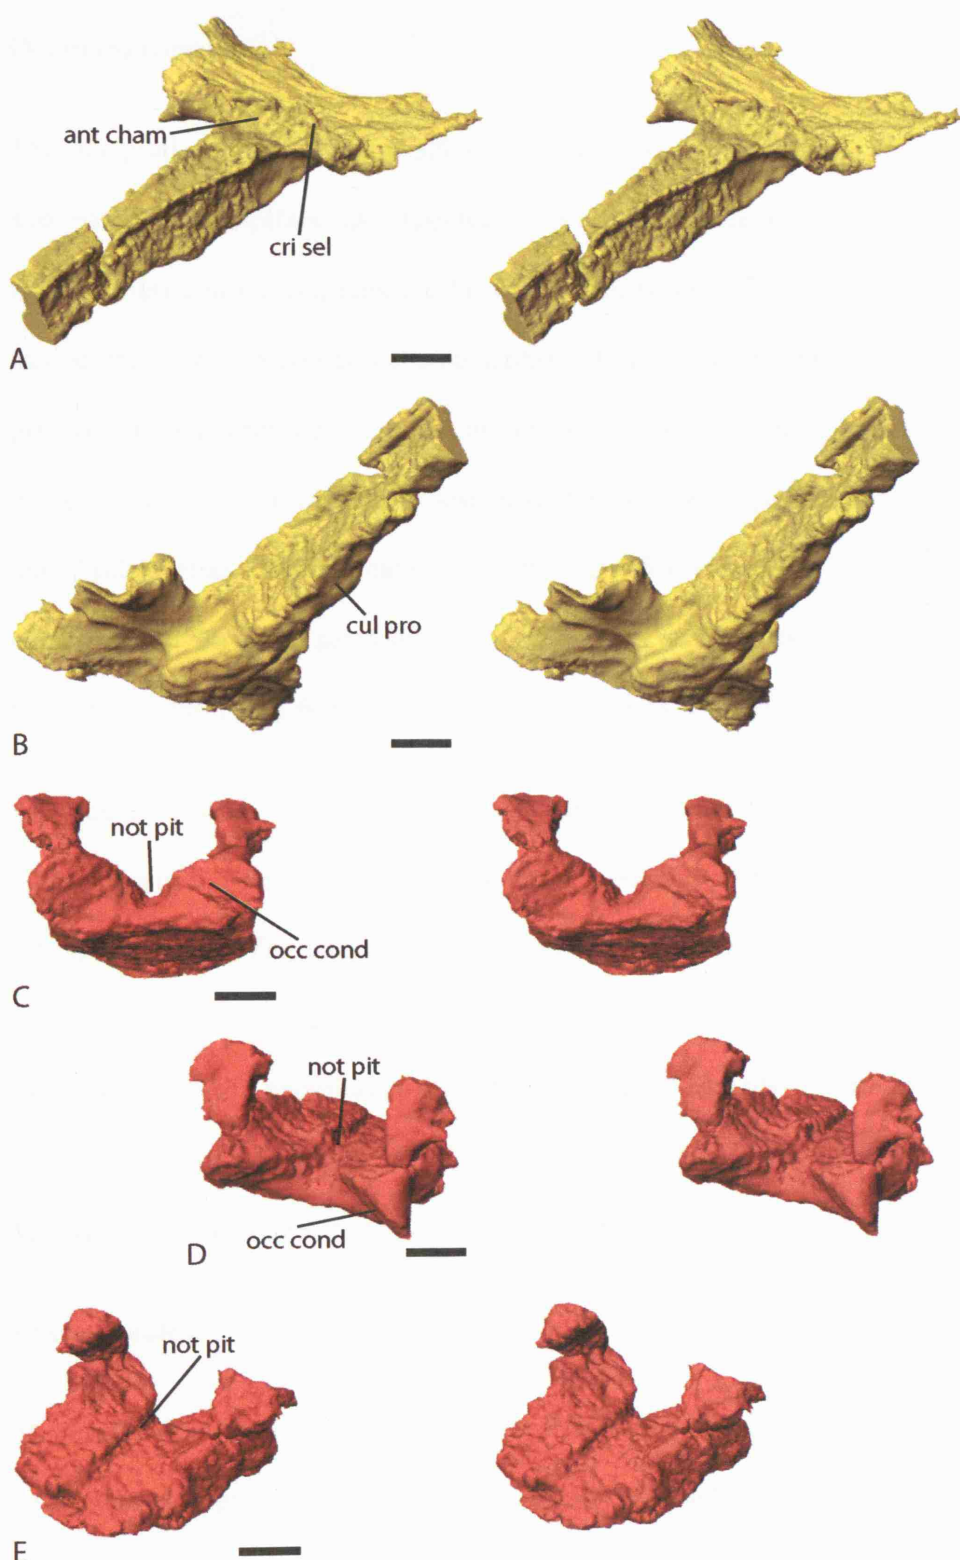 ant cham
cri sel
A
cul pro
B
not pit
occ cond
C
not pit
occ cond
D
not pit
E